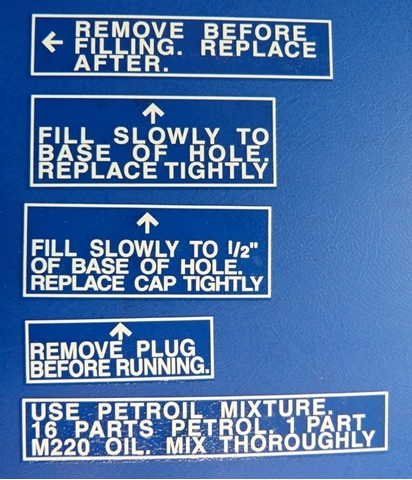 ← REMOVE BEFORE
FILLING. REPLACE
AFTER.
↑
FILL SLOWLY TO
BASE OF HOLE.
REPLACE TIGHTLY
↑
FILL SLOWLY TO 1/2"
OF BASE OF HOLE.
REPLACE CAP TIGHTLY
↑
REMOVE PLUG
BEFORE RUNNING.
USE PETROIL MIXTURE.
16 PARTS PETROL. 1 PART
M220 OIL. MIX THOROUGHLY